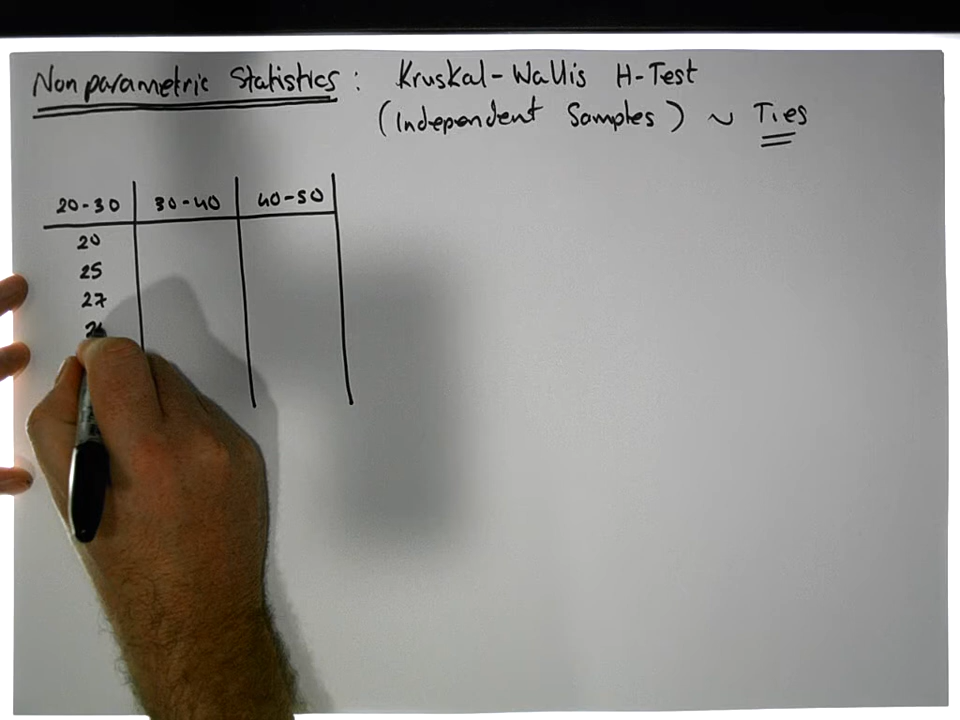 Nonparametric Statistics : Kruskal-Wallis H-Test
(Independent Samples) ~ Ties
20-30 30-40 40-50
20
25
27